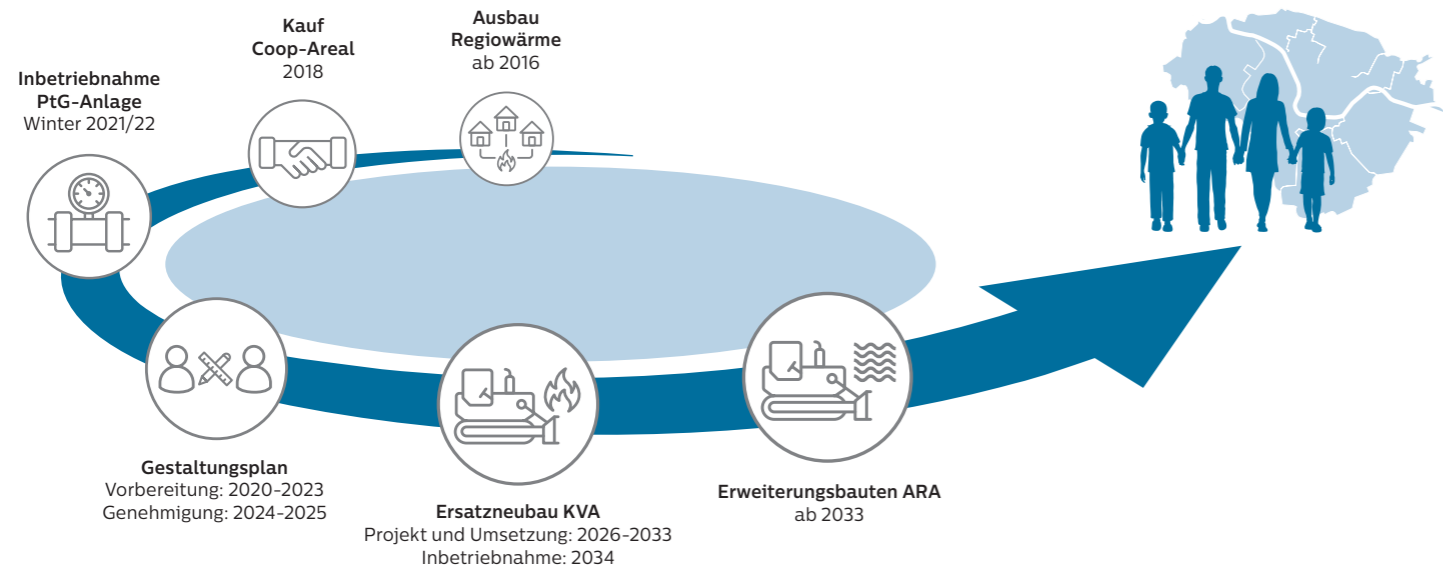 Ausbau
Regiowärme
ab 2016
Kauf
Coop-Areal
2018
Inbetriebnahme
PtG-Anlage
Winter 2021/22
Gestaltungsplan
Vorbereitung: 2020-2023
Genehmigung: 2024-2025
Ersatzneubau KVA
Projekt und Umsetzung: 2026-2033
Inbetriebnahme: 2034
Erweiterungsbauten ARA
ab 2033